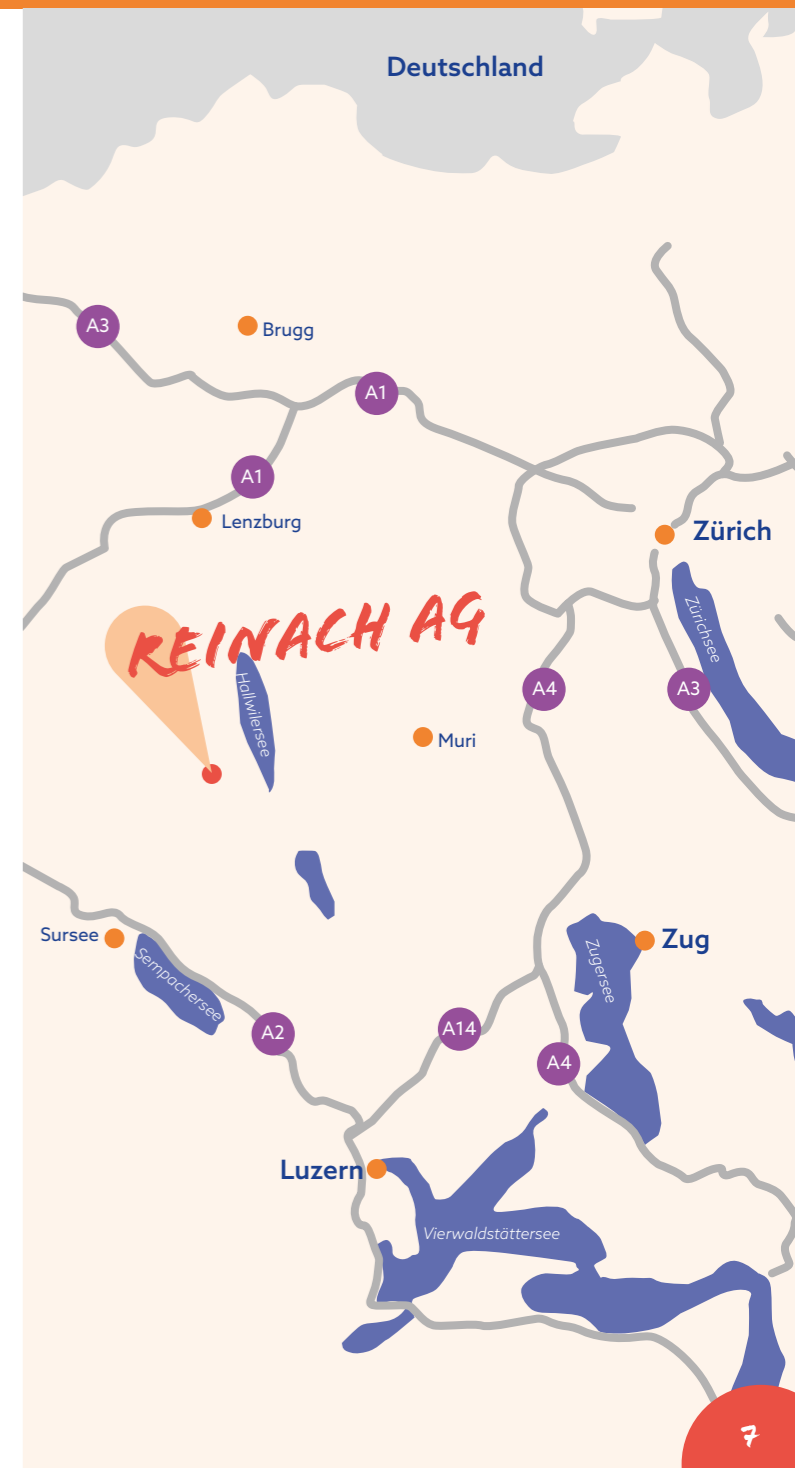 Deutschland
A3
Brugg
A1
A1
Lenzburg
Zürich
REINACH AG
Zürichsee
Hallwilersee
A4
A3
Muri
Sursee
Zug
Sempachersee
Zugersee
A2
A14
A4
Luzern
Vierwaldstättersee
7